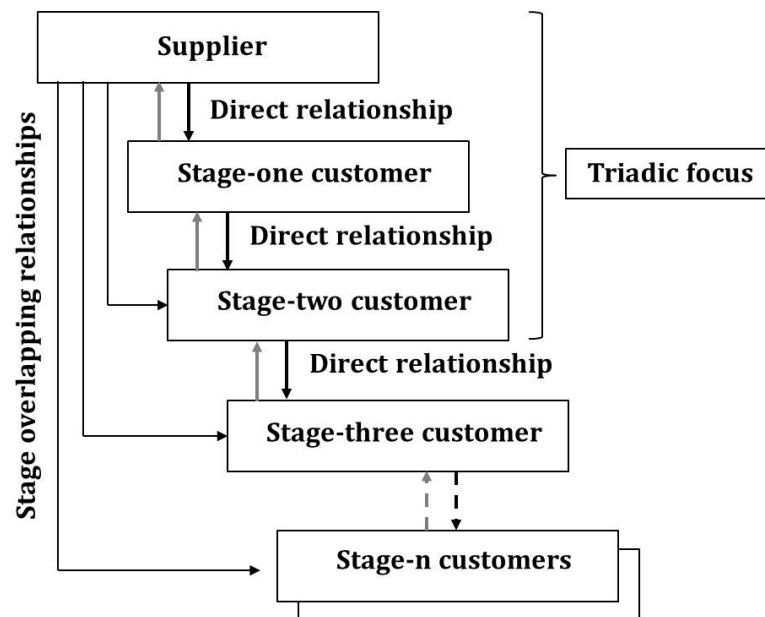 Supplier
Direct relationship
Stage-one customer
Triadic focus
Direct relationship
Stage-two customer
Direct relationship
Stage-three customer
Stage-n customers
Stage overlapping relationships